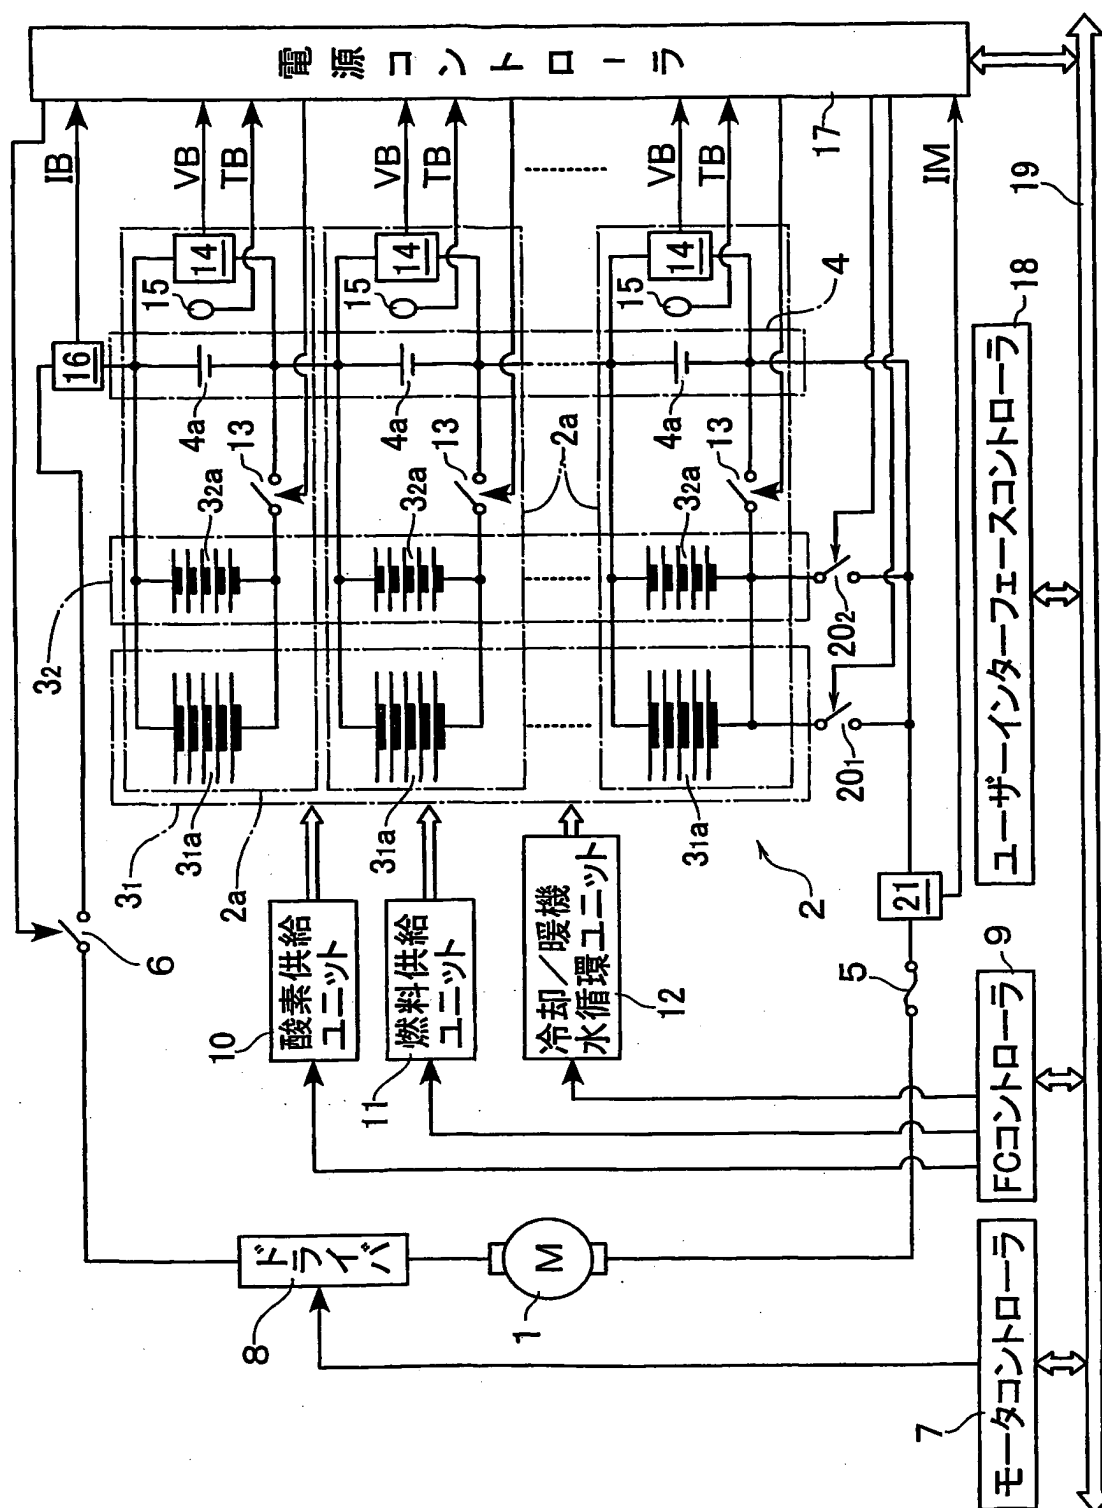 電源コントローラ
IB
VB
TB
VB
TB
VB
TB
IM
17
16
14
15
14
15
14
15
4
4a
4a
4a
13
13
13
3₂a
3₂a
3₂a
2a
3₂
3₁
3₁a
3₁a
3₁a
2a
20₂
20₁
2
6
酸素供給
ユニット
10
燃料供給
ユニット
11
冷却／暖機
水循環ユニット
12
21
5
ドライバ
8
M
1
モータコントローラ
7
FCコントローラ
9
ユーザーインターフェースコントローラ
18
19